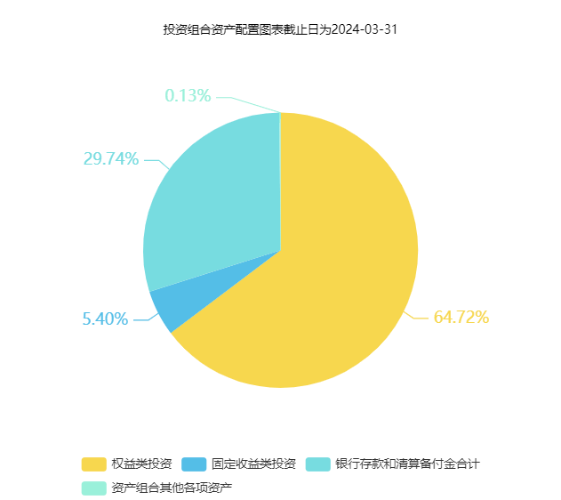 投资组合资产配置图表截止日为2024-03-31
0.13%
29.74%
5.40%
64.72%
权益类投资 固定收益类投资 银行存款和清算备付金合计
资产组合其他各项资产